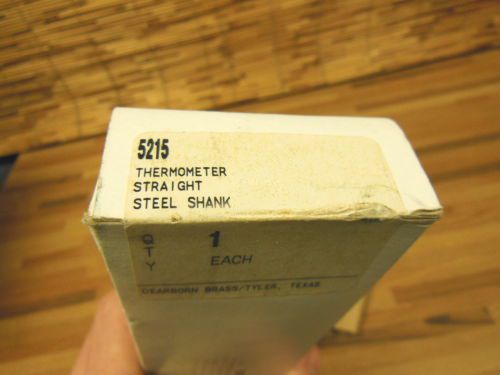 5215
THERMOMETER
STRAIGHT
STEEL SHANK
QTY 1 EACH
DEARBORN BRASS/TYLER, TEXAS